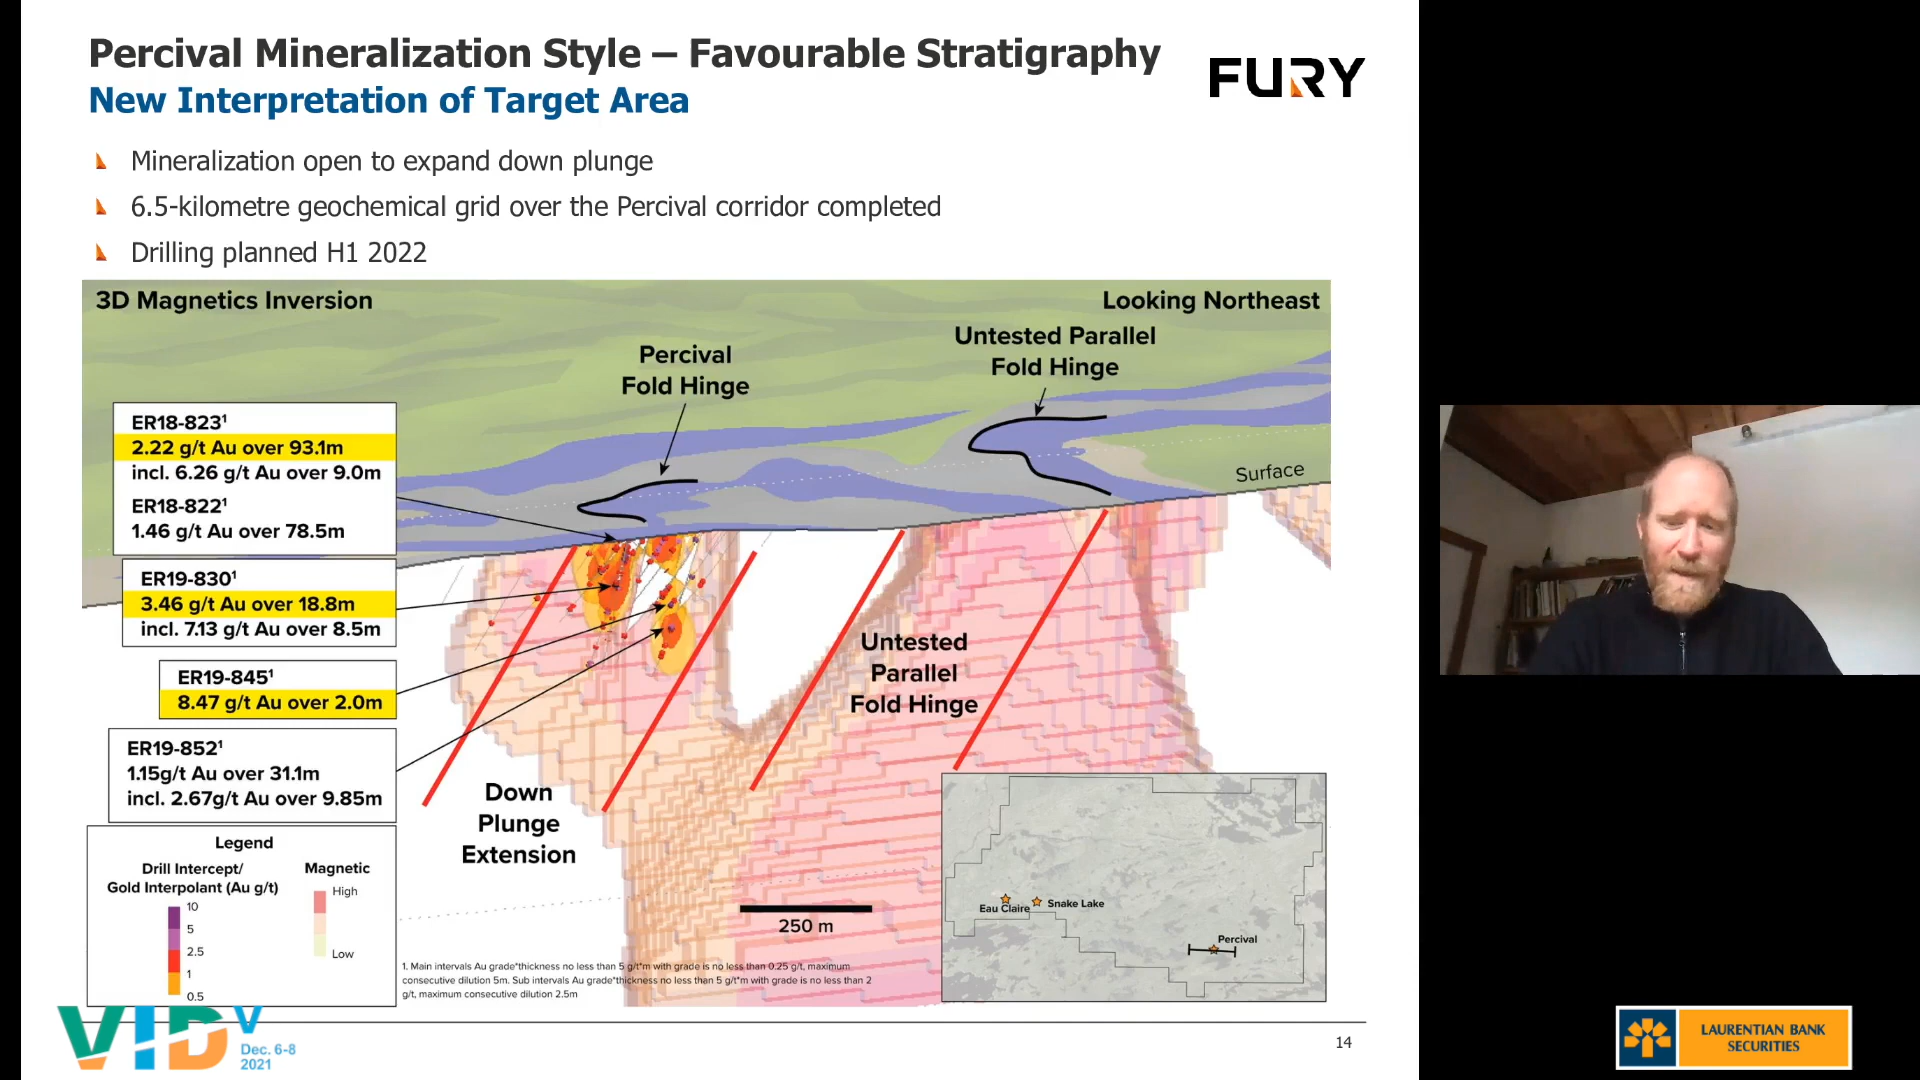 Percival Mineralization Style – Favourable Stratigraphy
New Interpretation of Target Area
FURY
Mineralization open to expand down plunge
6.5-kilometre geochemical grid over the Percival corridor completed
Drilling planned H1 2022
3D Magnetics Inversion
Looking Northeast
Percival
Fold Hinge
Untested Parallel
Fold Hinge
Surface
ER18-823¹
2.22 g/t Au over 93.1m
incl. 6.26 g/t Au over 9.0m
ER18-822¹
1.46 g/t Au over 78.5m
ER19-830¹
3.46 g/t Au over 18.8m
incl. 7.13 g/t Au over 8.5m
ER19-845¹
8.47 g/t Au over 2.0m
ER19-852¹
1.15g/t Au over 31.1m
incl. 2.67g/t Au over 9.85m
Untested
Parallel
Fold Hinge
Down
Plunge
Extension
Legend
Drill Intercept/
Gold Interpolant (Au g/t)
10
5
2.5
1
0.5
Magnetic
High
Low
250 m
Eau Claire
Snake Lake
Percival
1. Main intervals Au grade*thickness no less than 5 g/t*m with grade is no less than 0.25 g/t, maximum
consecutive dilution 5m. Sub intervals Au grade*thickness no less than 5 g/t*m with grade is no less than 2
g/t, maximum consecutive dilution 2.5m
VID V
Dec. 6-8
2021
14
LAURENTIAN BANK
SECURITIES